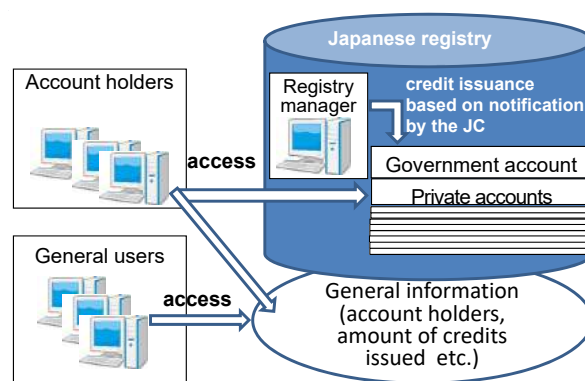 Japanese registry
Account holders
Registry
manager
credit issuance
based on notification
by the JC
access
Government account
Private accounts
General users
access
General information
(account holders,
amount of credits
issued etc.)